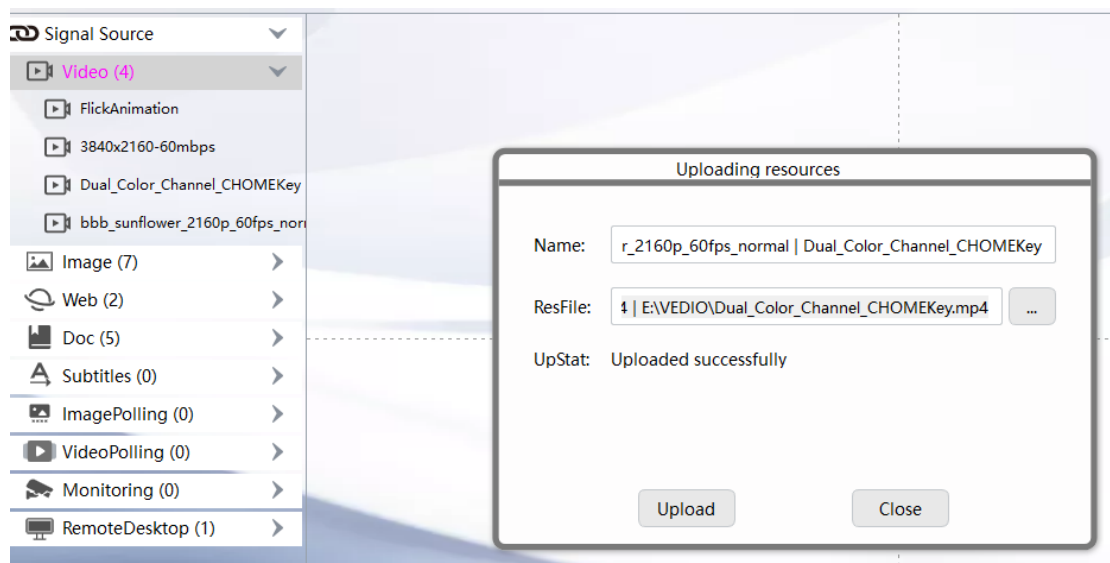 Signal Source
Video (4)
FlickAnimation
3840x2160-60mbps
Dual_Color_Channel_CHOMEKey
bbb_sunflower_2160p_60fps_nor
Image (7)
Web (2)
Doc (5)
Subtitles (0)
ImagePolling (0)
VideoPolling (0)
Monitoring (0)
RemoteDesktop (1)
Uploading resources
Name: r_2160p_60fps_normal | Dual_Color_Channel_CHOMEKey
ResFile: 4 | E:\VEDIO\Dual_Color_Channel_CHOMEKey.mp4 ...
UpStat: Uploaded successfully
Upload Close